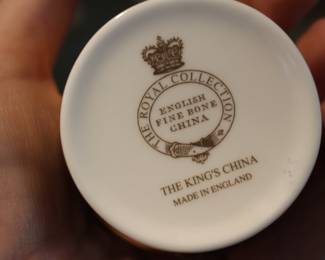 THE ROYAL COLLECTION
ENGLISH
FINE BONE
CHINA
THE KING'S CHINA
MADE IN ENGLAND